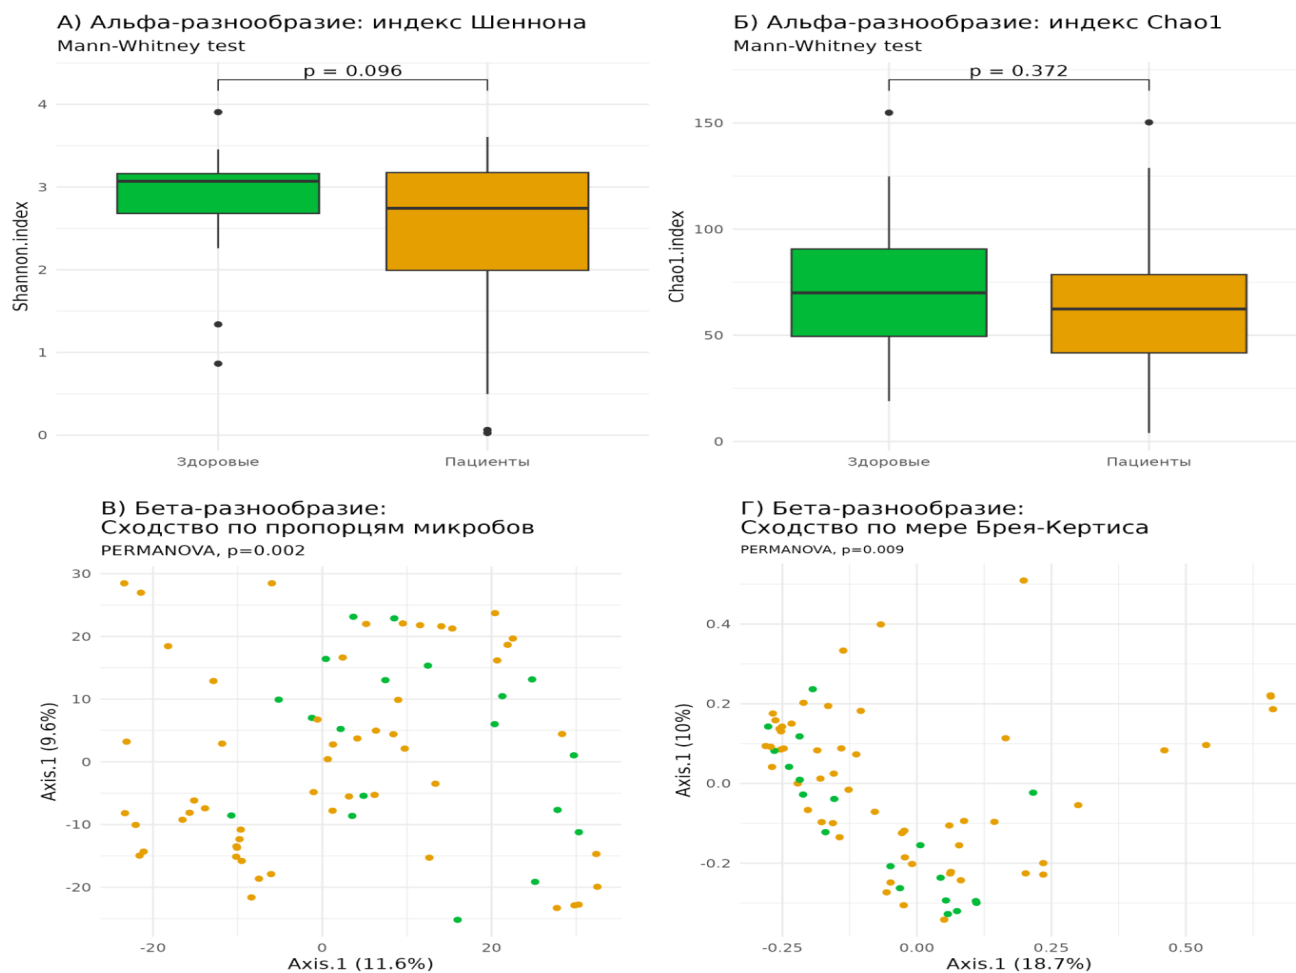 А) Альфа-разнообразие: индекс Шеннона
Mann-Whitney test
p = 0.096
4
3
2
1
0
Shannon.index
Здоровые
Пациенты
Б) Альфа-разнообразие: индекс Chao1
Mann-Whitney test
p = 0.372
150
100
50
0
Chao1.index
Здоровые
Пациенты
В) Бета-разнообразие:
Сходство по пропорцям микробов
PERMANOVA, p=0.002
30
20
10
0
-10
-20
Axis.1 (9.6%)
-20
0
20
Axis.1 (11.6%)
Г) Бета-разнообразие:
Сходство по мере Брея-Кертиса
PERMANOVA, p=0.009
0.4
0.2
0.0
-0.2
Axis.1 (10%)
-0.25
0.00
0.25
0.50
Axis.1 (18.7%)